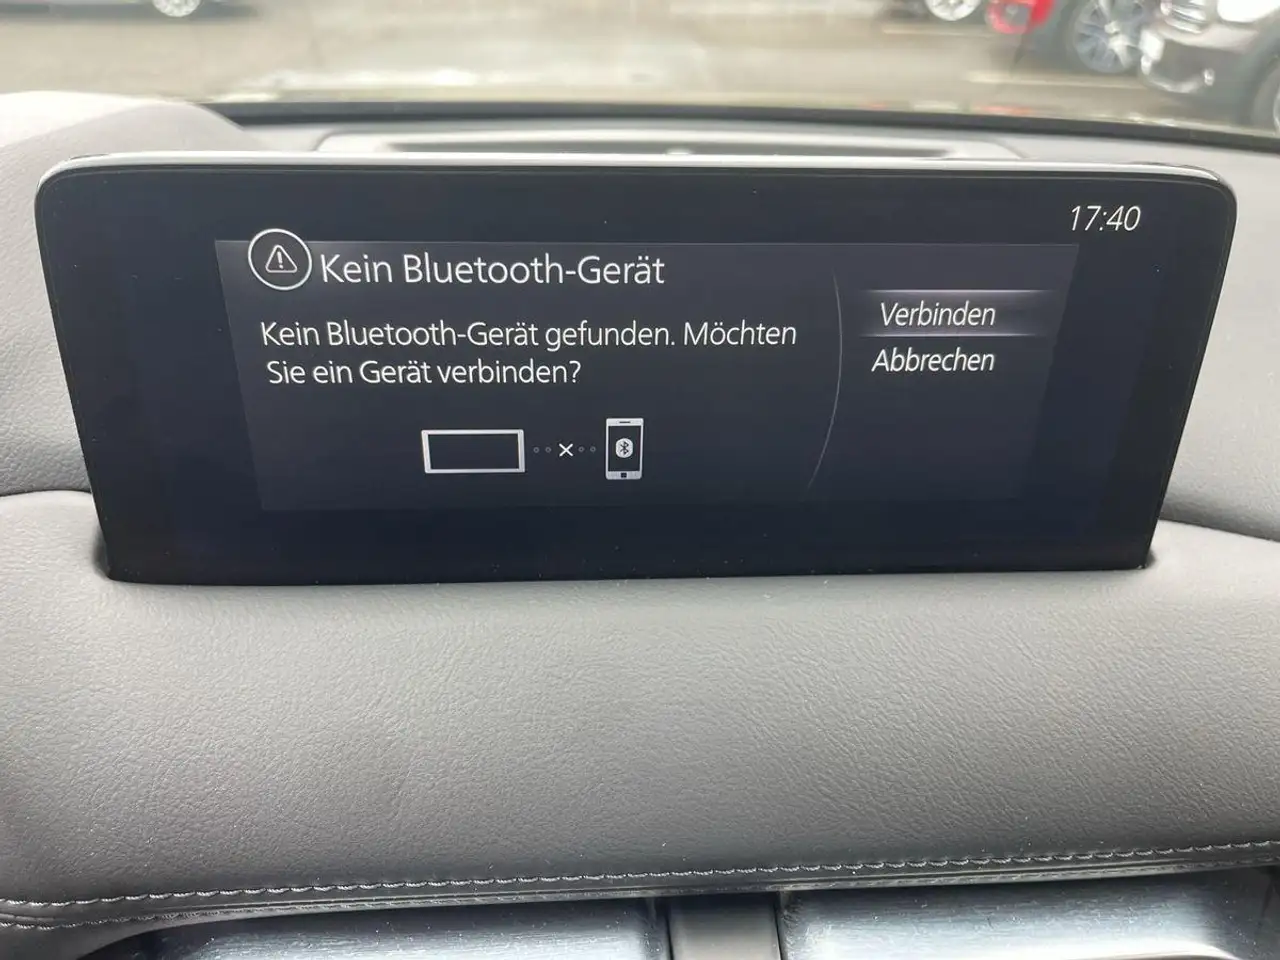 17:40
Kein Bluetooth-Gerät
Kein Bluetooth-Gerät gefunden. Möchten
Sie ein Gerät verbinden?
Verbinden
Abbrechen